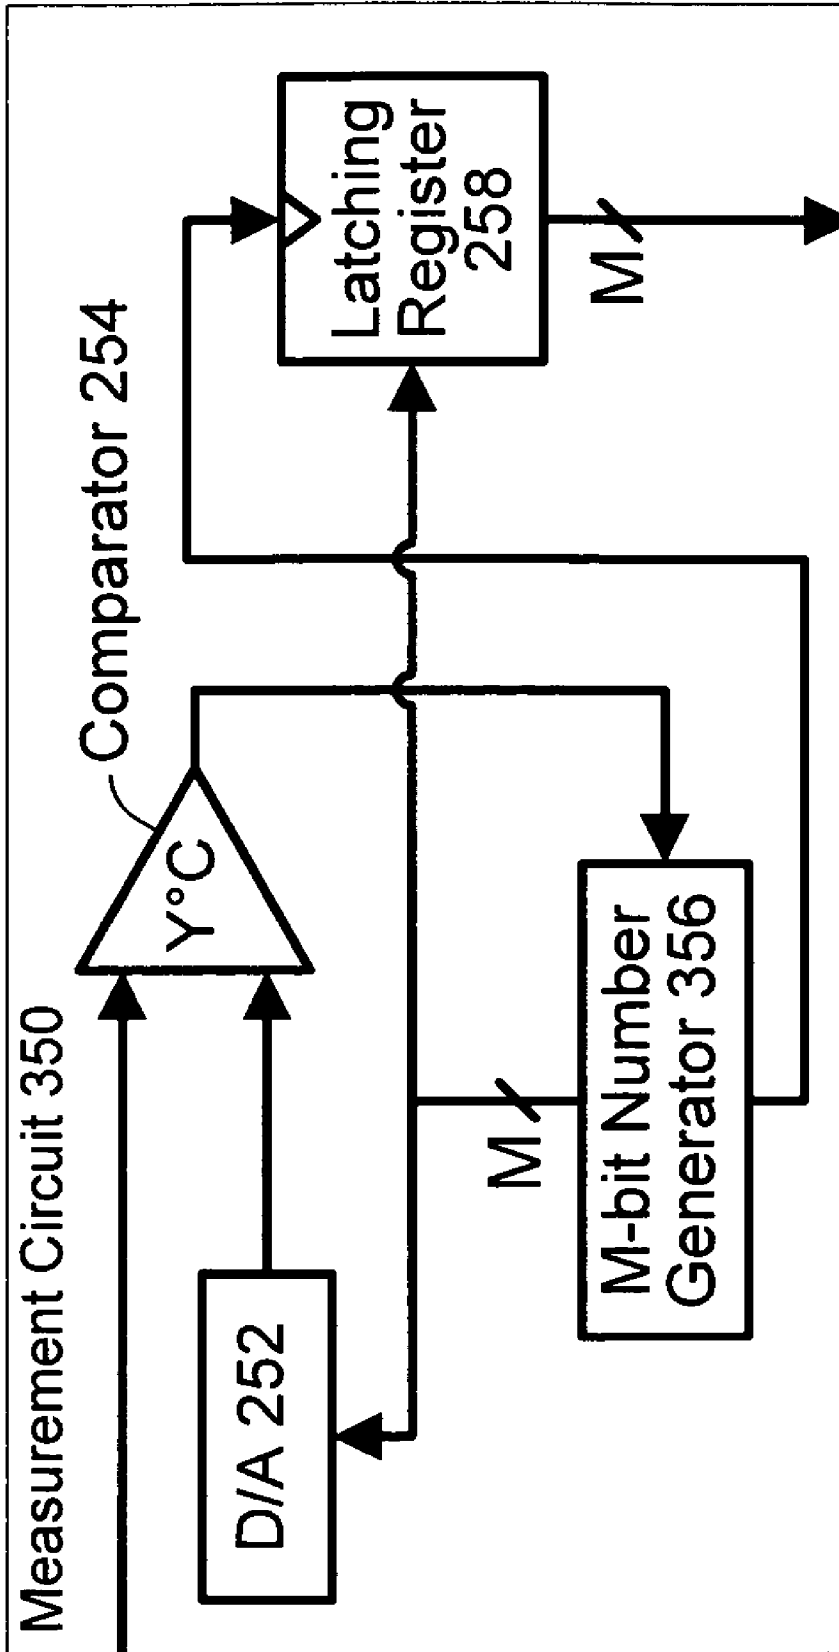 Measurement Circuit 350
Comparator 254
Y°C
D/A 252
M
M-bit Number
Generator 356
Latching
Register
258
M